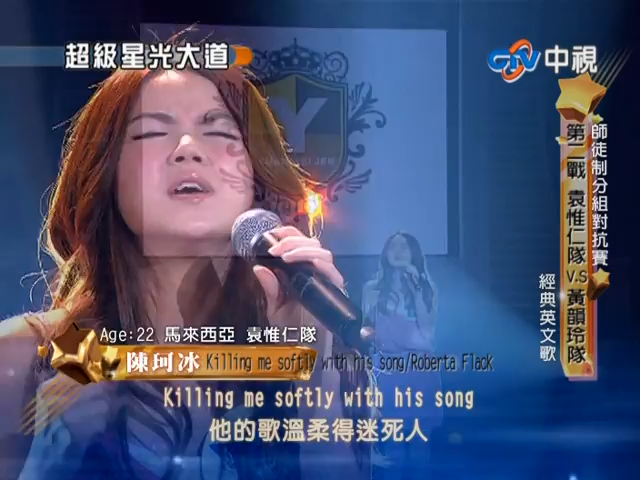 超級星光大道
CTV中視
師徒制分組對抗賽
第二戰 袁惟仁隊 V.S 黃韻玲隊
經典英文歌
Y
Age:22 馬來西亞 袁惟仁隊
陳珂冰 Killing me softly with his song/Roberta Flack
Killing me softly with his song
他的歌溫柔得迷死人